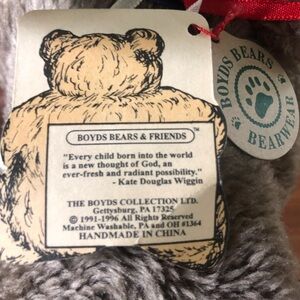 BOYDS BEARS & FRIENDS™
"Every child born into the world
is a new thought of God, an
ever-fresh and radiant possibility."
- Kate Douglas Wiggin
THE BOYDS COLLECTION LTD.
Gettysburg, PA 17325
© 1991-1996 All Rights Reserved
Machine Washable, PA and OH #1364
HANDMADE IN CHINA
BOYDS BEARS
BEARWEAR